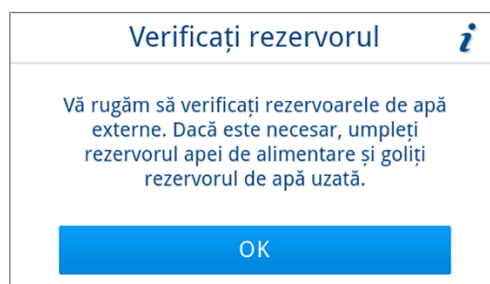 Verificați rezervorul i
Vă rugăm să verificați rezervoarele de apă
externe. Dacă este necesar, umpleți
rezervorul apei de alimentare și goliți
rezervorul de apă uzată.
OK